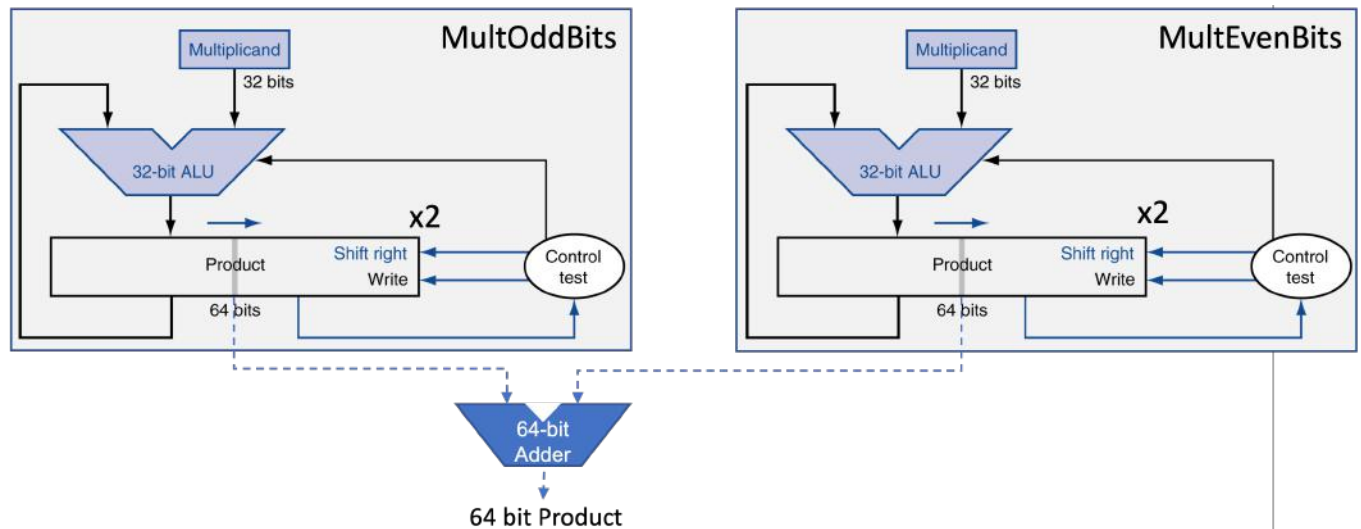 MultOddBits
Multiplicand
32 bits
32-bit ALU
x2
Product
Shift right
Write
Control
test
64 bits
MultEvenBits
Multiplicand
32 bits
32-bit ALU
x2
Product
Shift right
Write
Control
test
64 bits
64-bit
Adder
64 bit Product